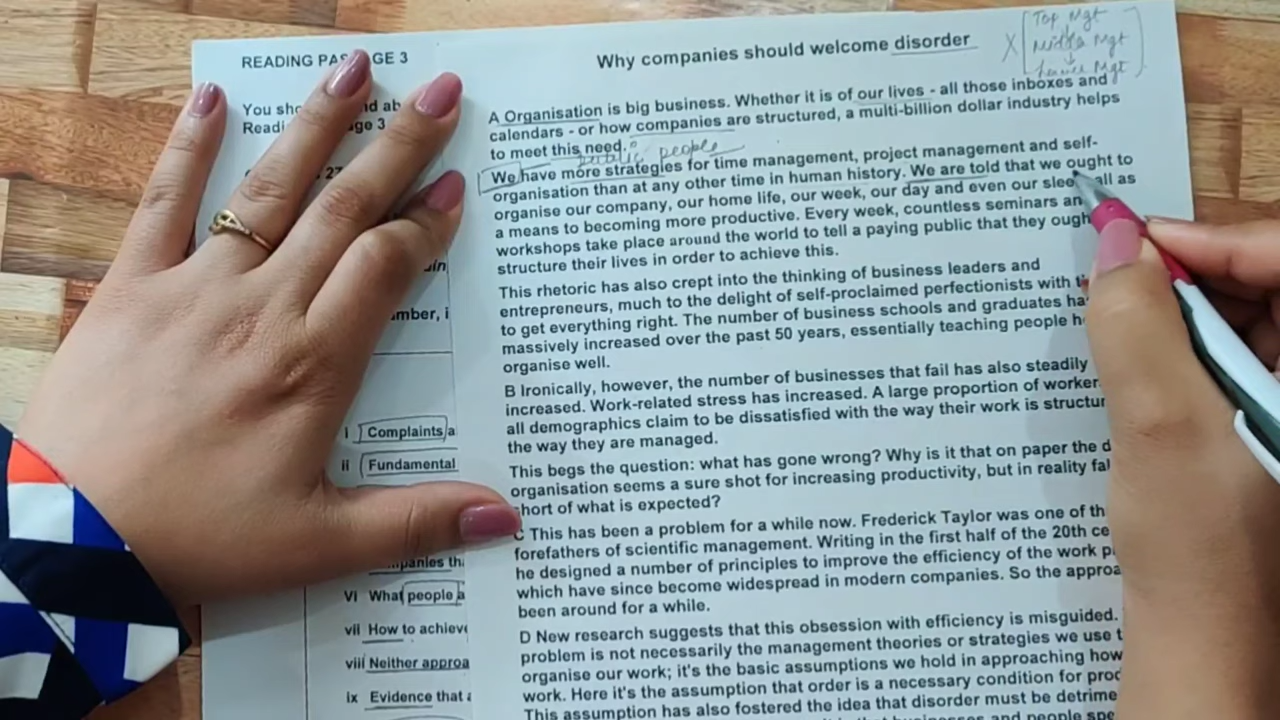 READING PAS GE 3
Why companies should welcome disorder
X [Top Mgt
Middle Mgt
Lower Mgt]
You sho d ab
Readi ge 3
27
ain
mber, i
i Complaints a
ii Fundamental
mpanies th
Vi What people a
vii How to achieve
viii Neither approa
ix Evidence that a
A Organisation is big business. Whether it is of our lives - all those inboxes and
calendars - or how companies are structured, a multi-billion dollar industry helps
to meet this need.
public people
We have more strategies for time management, project management and self-
organisation than at any other time in human history. We are told that we ought to
organise our company, our home life, our week, our day and even our slee all as
a means to becoming more productive. Every week, countless seminars an
workshops take place around the world to tell a paying public that they ough
structure their lives in order to achieve this.
This rhetoric has also crept into the thinking of business leaders and
entrepreneurs, much to the delight of self-proclaimed perfectionists with t
to get everything right. The number of business schools and graduates ha
massively increased over the past 50 years, essentially teaching people h
organise well.
B Ironically, however, the number of businesses that fail has also steadily
increased. Work-related stress has increased. A large proportion of worker
all demographics claim to be dissatisfied with the way their work is structur
the way they are managed.
This begs the question: what has gone wrong? Why is it that on paper the d
organisation seems a sure shot for increasing productivity, but in reality fal
hort of what is expected?
C This has been a problem for a while now. Frederick Taylor was one of th
forefathers of scientific management. Writing in the first half of the 20th ce
he designed a number of principles to improve the efficiency of the work p
which have since become widespread in modern companies. So the approa
been around for a while.
D New research suggests that this obsession with efficiency is misguided.
problem is not necessarily the management theories or strategies we use t
organise our work; it's the basic assumptions we hold in approaching how
work. Here it's the assumption that order is a necessary condition for prod
This assumption has also fostered the idea that disorder must be detrime
that businesses and people spe